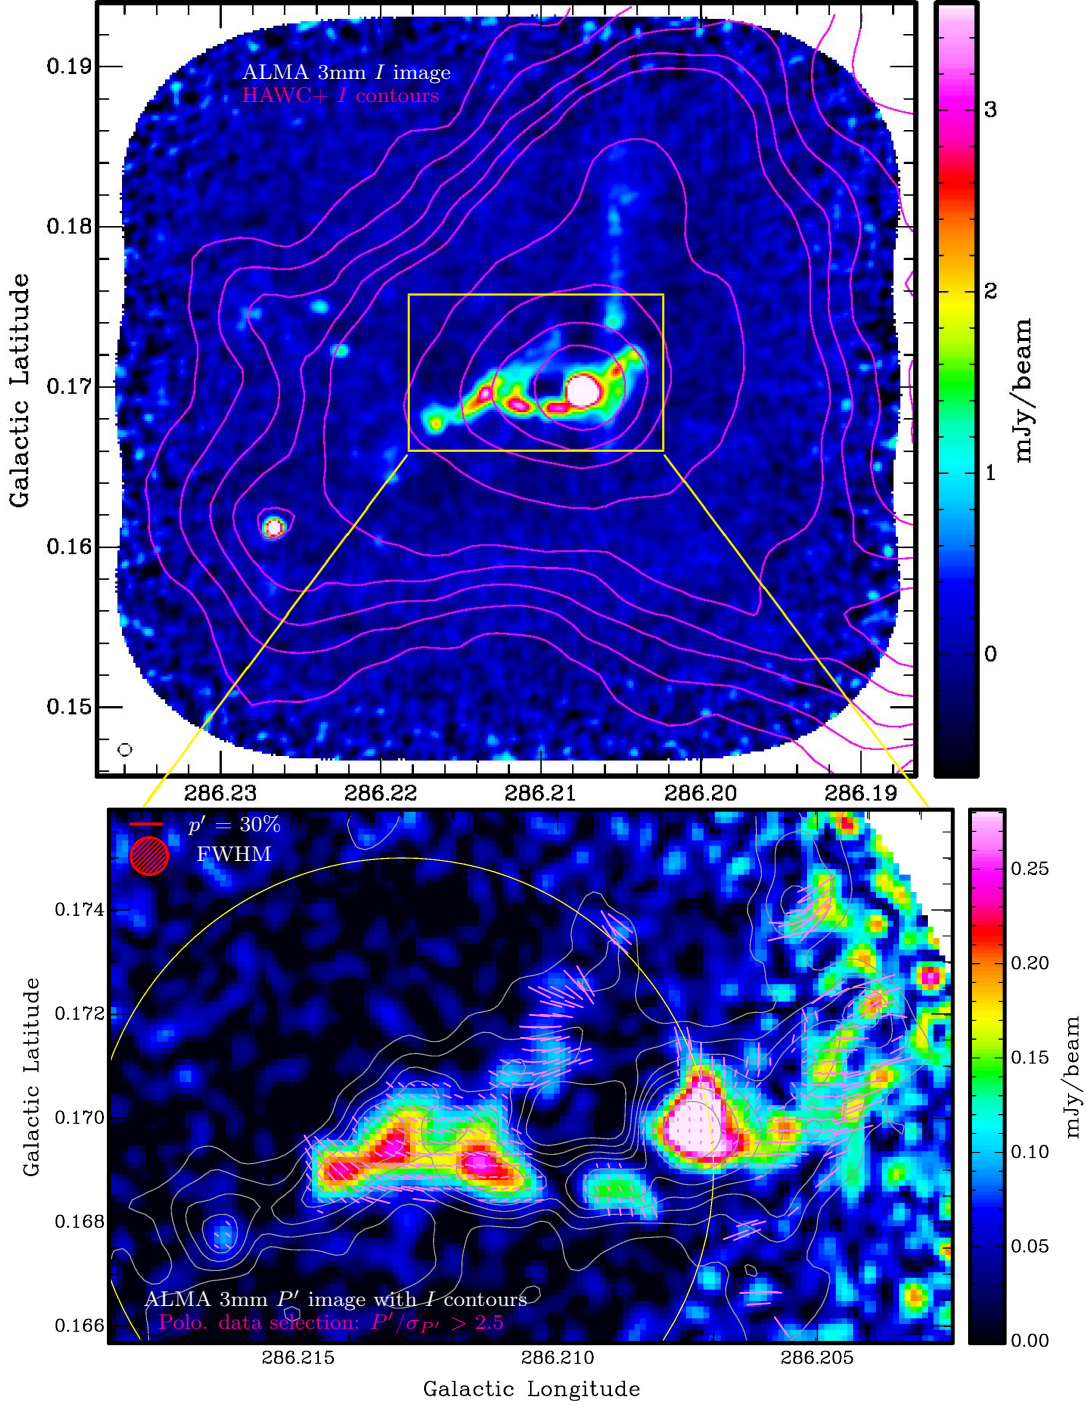 ALMA 3mm I image
HAWC+ I contours
0.19
0.18
0.17
0.16
0.15
Galactic Latitude
286.23 286.22 286.21 286.20 286.19
3
2
1
0
mJy/beam
p′ = 30%
FWHM
0.174
0.172
0.170
0.168
0.166
Galactic Latitude
ALMA 3mm P′ image with I contours
Polo. data selection: P′/σP′ > 2.5
286.215 286.210 286.205
Galactic Longitude
0.25
0.20
0.15
0.10
0.05
0.00
mJy/beam